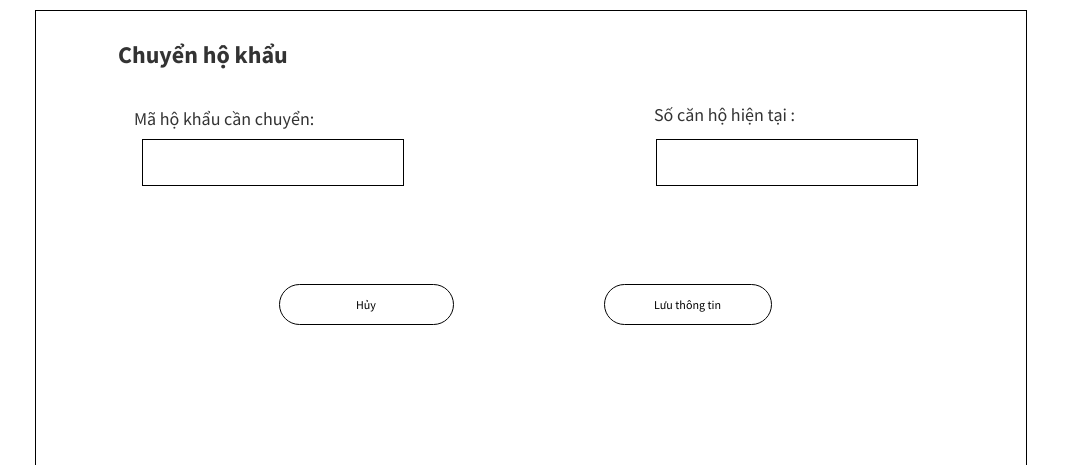 Chuyển hộ khẩu
Mã hộ khẩu cần chuyển:
Số căn hộ hiện tại :
Hủy
Lưu thông tin